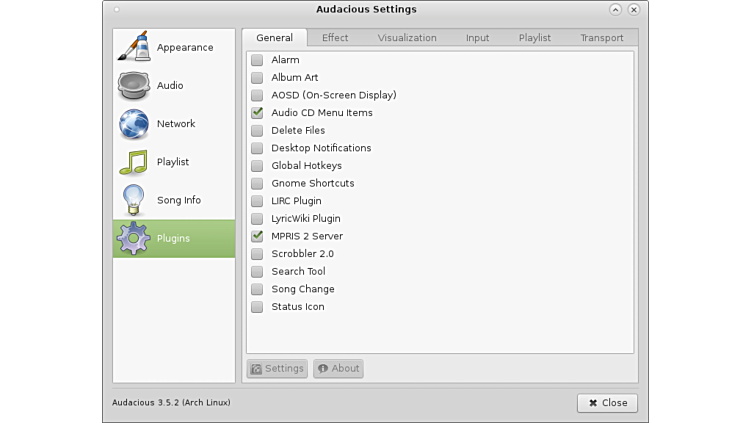 Audacious Settings
Appearance
Audio
Network
Playlist
Song Info
Plugins
General Effect Visualization Input Playlist Transport
Alarm
Album Art
AOSD (On-Screen Display)
Audio CD Menu Items
Delete Files
Desktop Notifications
Global Hotkeys
Gnome Shortcuts
LIRC Plugin
LyricWiki Plugin
MPRIS 2 Server
Scrobbler 2.0
Search Tool
Song Change
Status Icon
Settings About
Audacious 3.5.2 (Arch Linux)
Close